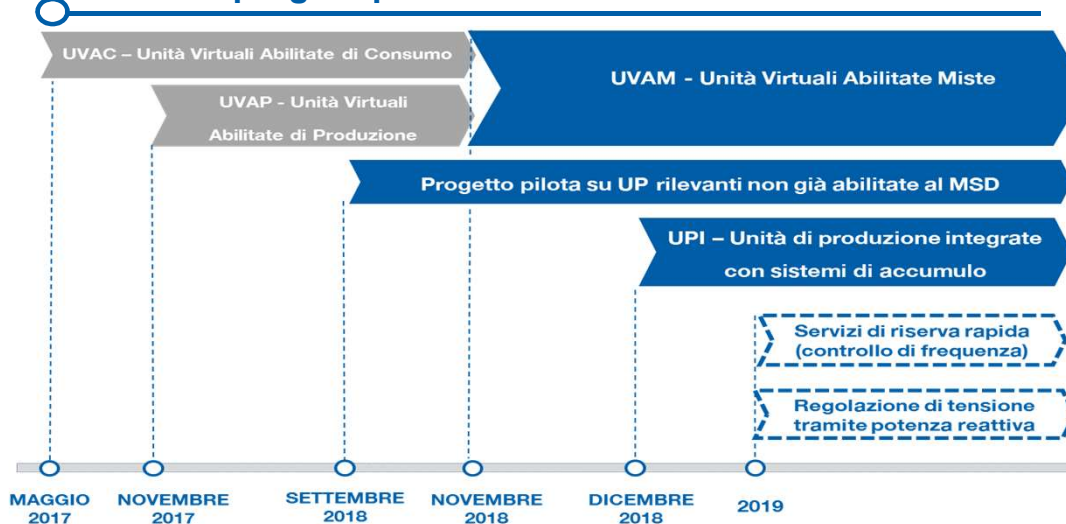 UVAC – Unità Virtuali Abilitate di Consumo
UVAP - Unità Virtuali
Abilitate di Produzione
UVAM - Unità Virtuali Abilitate Miste
Progetto pilota su UP rilevanti non già abilitate al MSD
UPI – Unità di produzione integrate
con sistemi di accumulo
Servizi di riserva rapida
(controllo di frequenza)
Regolazione di tensione
tramite potenza reattiva
MAGGIO
2017
NOVEMBRE
2017
SETTEMBRE
2018
NOVEMBRE
2018
DICEMBRE
2018
2019